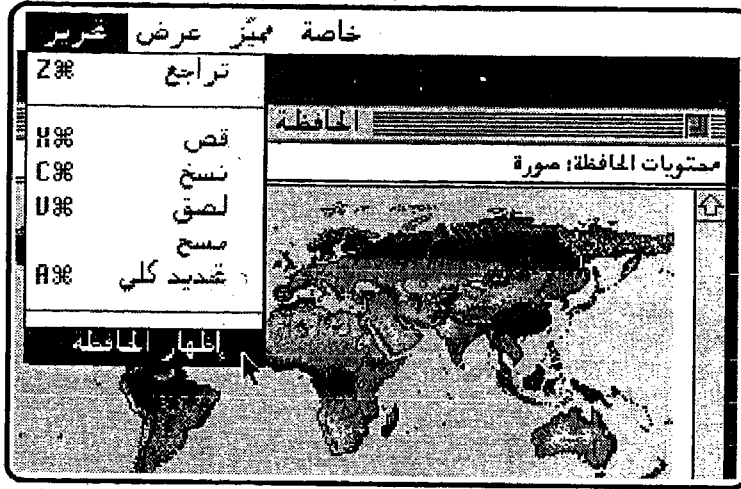 تحرير عرض مميّز خاصة
تراجع ⌘Z
قص ⌘X
نسخ ⌘C
لصق ⌘V
مسح
تحديد كلي ⌘A
إظهار الحافظة
الحافظة
محتويات الحافظة: صورة